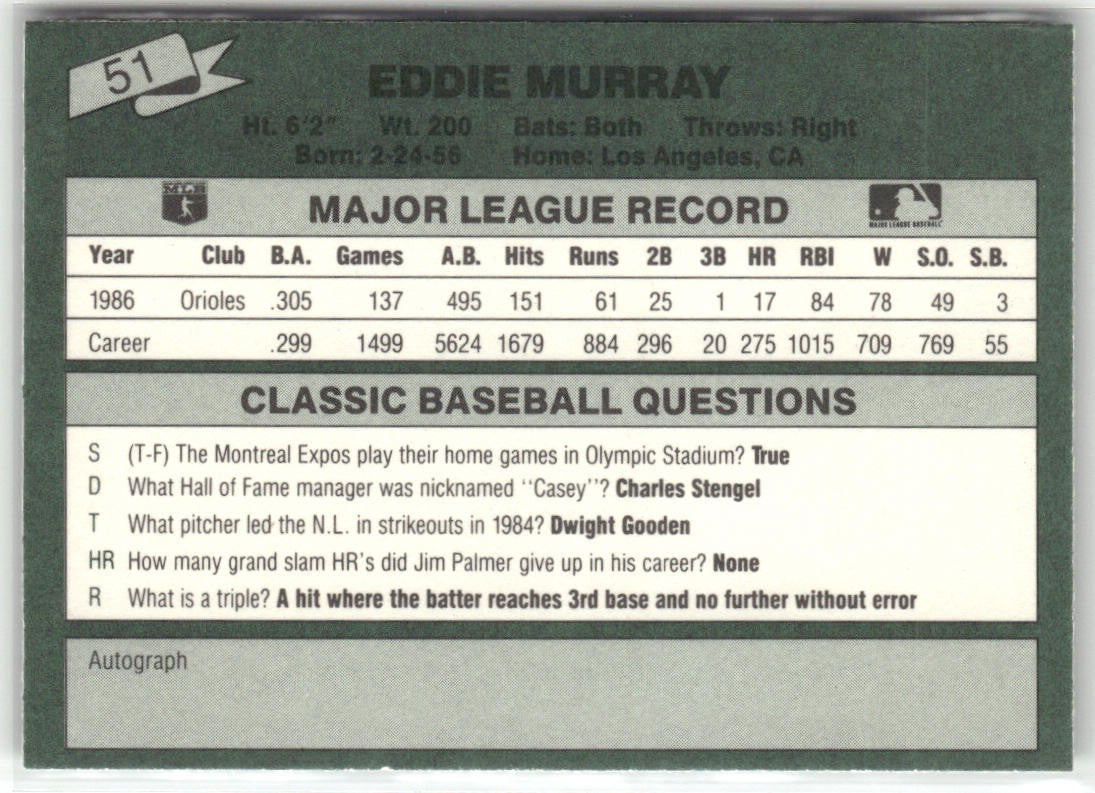 51
EDDIE MURRAY
Ht. 6'2" Wt. 200 Bats: Both Throws: Right
Born: 2-24-56 Home: Los Angeles, CA
MLB
MAJOR LEAGUE RECORD
MAJOR LEAGUE BASEBALL
Year Club B.A. Games A.B. Hits Runs 2B 3B HR RBI W S.O. S.B.
1986 Orioles .305 137 495 151 61 25 1 17 84 78 49 3
Career .299 1499 5624 1679 884 296 20 275 1015 709 769 55
CLASSIC BASEBALL QUESTIONS
S (T-F) The Montreal Expos play their home games in Olympic Stadium? True
D What Hall of Fame manager was nicknamed ‘‘Casey’’? Charles Stengel
T What pitcher led the N.L. in strikeouts in 1984? Dwight Gooden
HR How many grand slam HR's did Jim Palmer give up in his career? None
R What is a triple? A hit where the batter reaches 3rd base and no further without error
Autograph